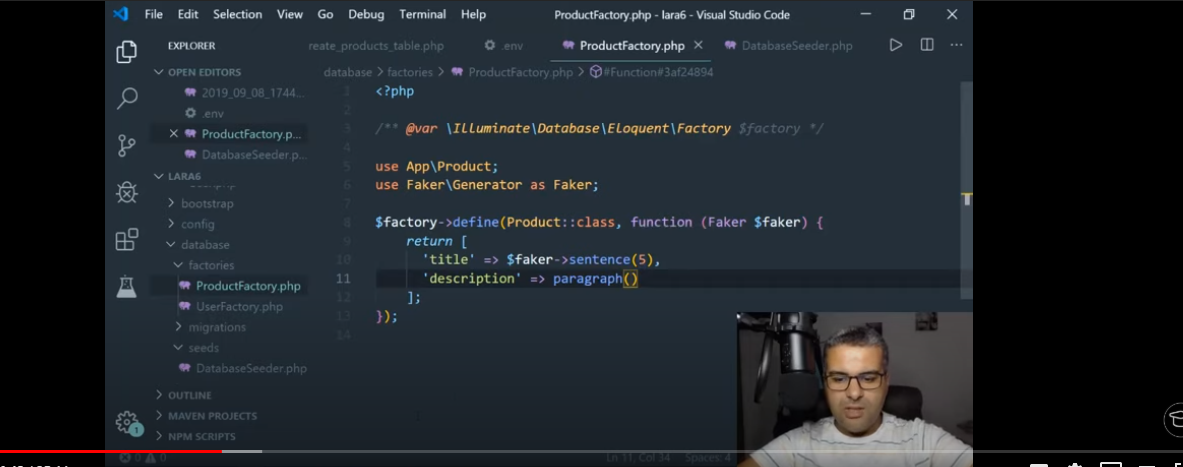 File Edit Selection View Go Debug Terminal Help ProductFactory.php - lara6 - Visual Studio Code
EXPLORER
reate_products_table.php .env ProductFactory.php DatabaseSeeder.php
OPEN EDITORS
2019_09_08_1744...
.env
ProductFactory.p...
DatabaseSeeder.p...
LARA6
bootstrap
config
database
factories
ProductFactory.php
UserFactory.php
migrations
seeds
DatabaseSeeder.php
OUTLINE
MAVEN PROJECTS
NPM SCRIPTS
1
0 0
database > factories > ProductFactory.php > #Function#3af24894
1 <?php
2
3 /** @var \Illuminate\Database\Eloquent\Factory $factory */
4
5 use App\Product;
6 use Faker\Generator as Faker;
7
8 $factory->define(Product::class, function (Faker $faker) {
9 return [
10 'title' => $faker->sentence(5),
11 'description' => paragraph()
12 ];
13 });
14
Ln 11, Col 34 Spaces: 4